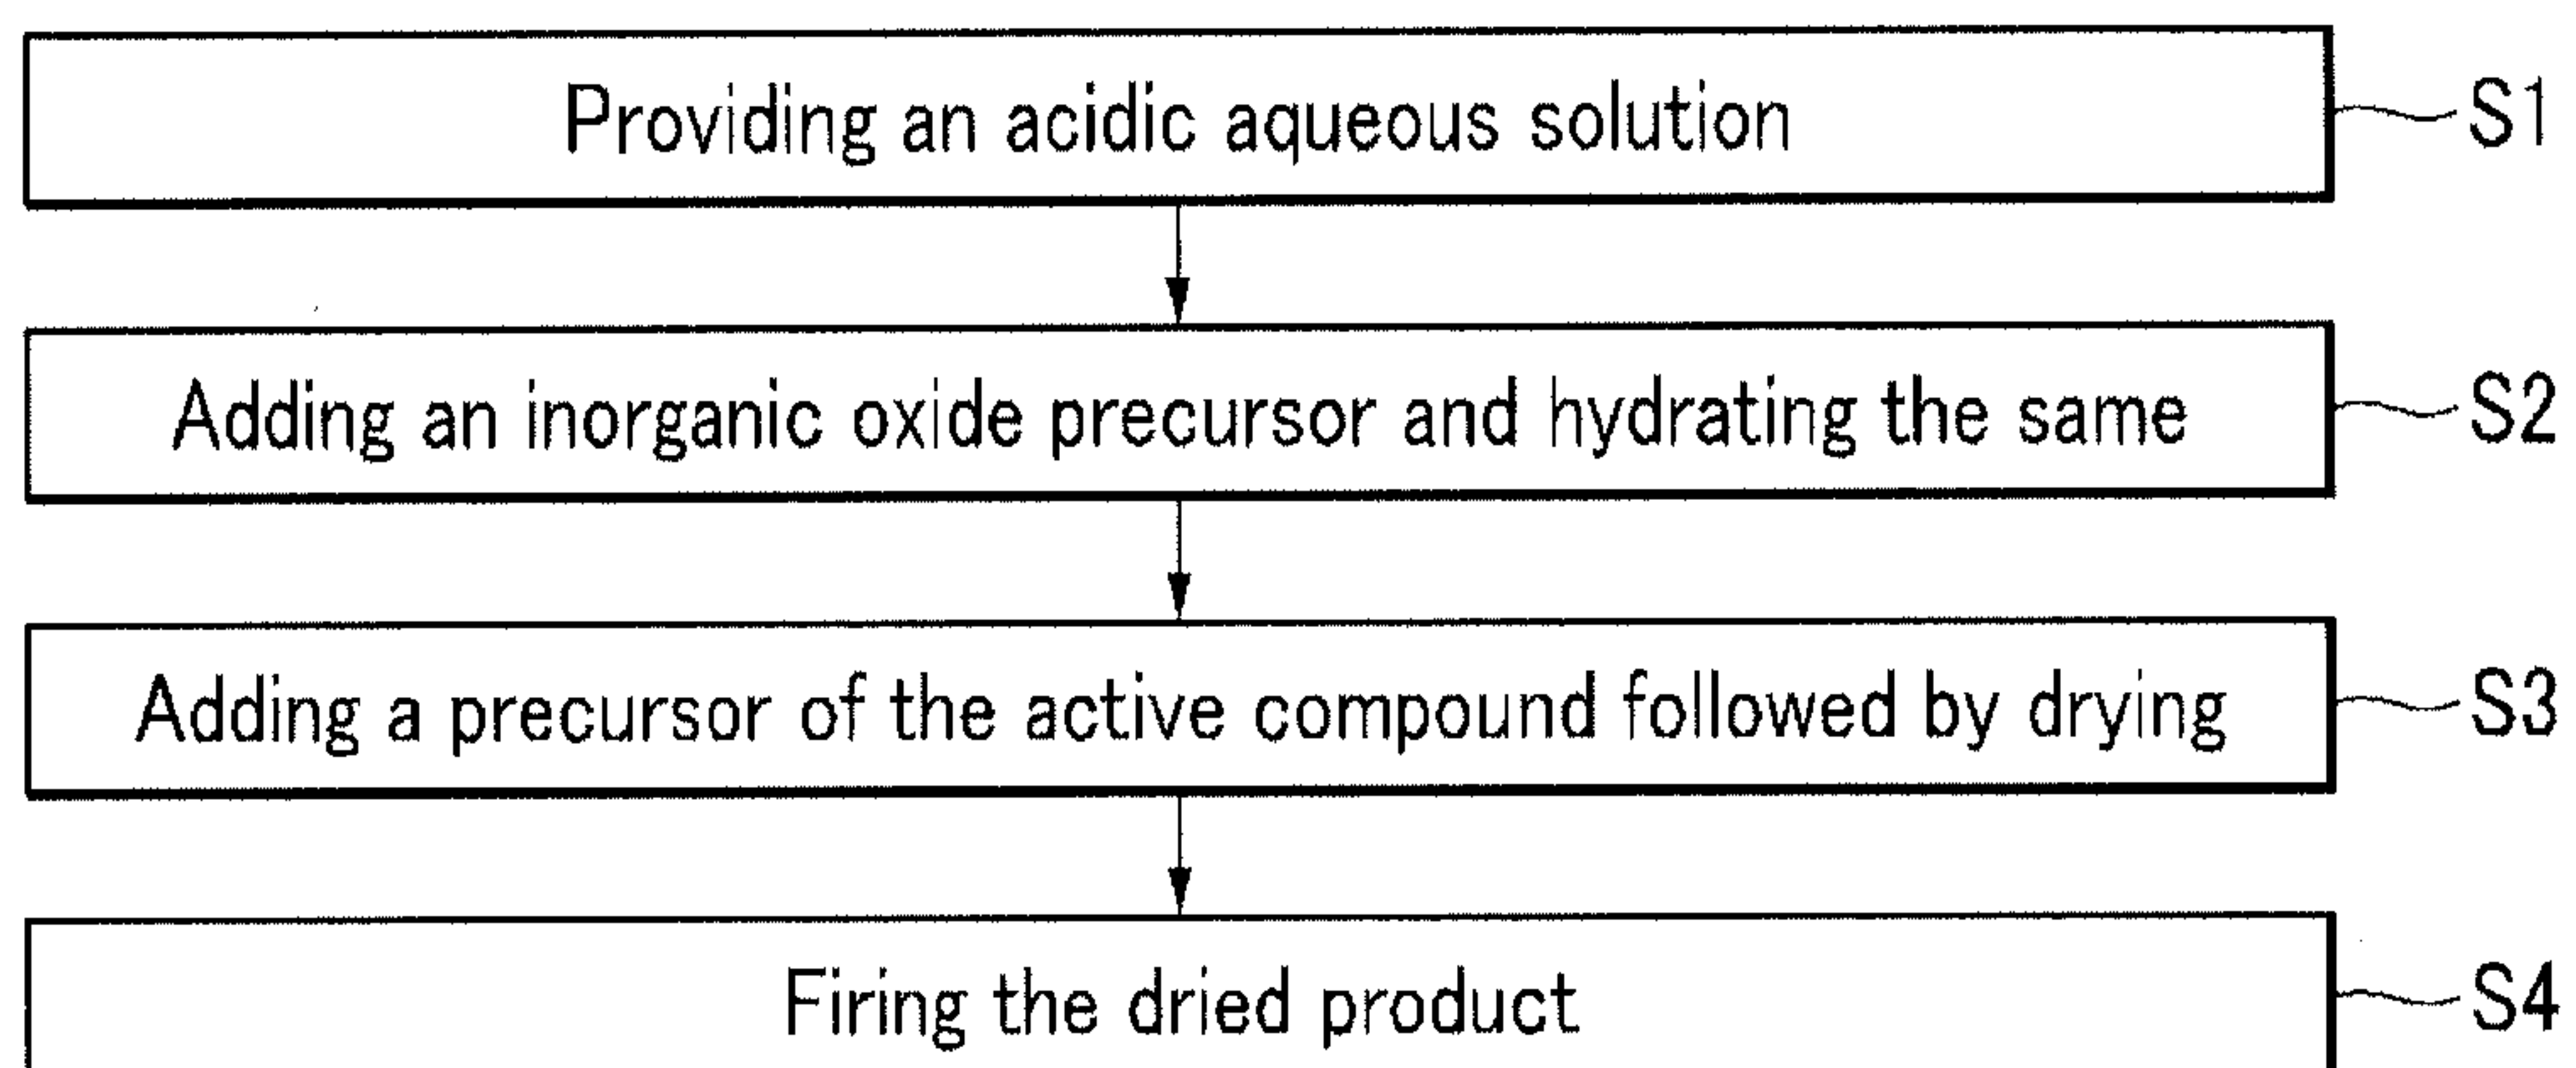 Providing an acidic aqueous solution S1
Adding an inorganic oxide precursor and hydrating the same S2
Adding a precursor of the active compound followed by drying S3
Firing the dried product S4